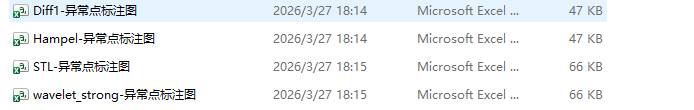 Diff1-异常点标注图 2026/3/27 18:14 Microsoft Excel ... 47 KB
Hampel-异常点标注图 2026/3/27 18:14 Microsoft Excel ... 47 KB
STL-异常点标注图 2026/3/27 18:15 Microsoft Excel ... 66 KB
wavelet_strong-异常点标注图 2026/3/27 18:15 Microsoft Excel ... 66 KB